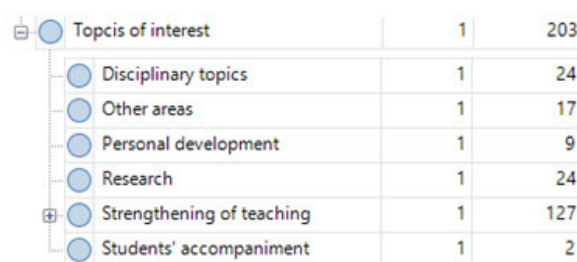 Topcis of interest 1 203
Disciplinary topics 1 24
Other areas 1 17
Personal development 1 9
Research 1 24
Strengthening of teaching 1 127
Students' accompaniment 1 2